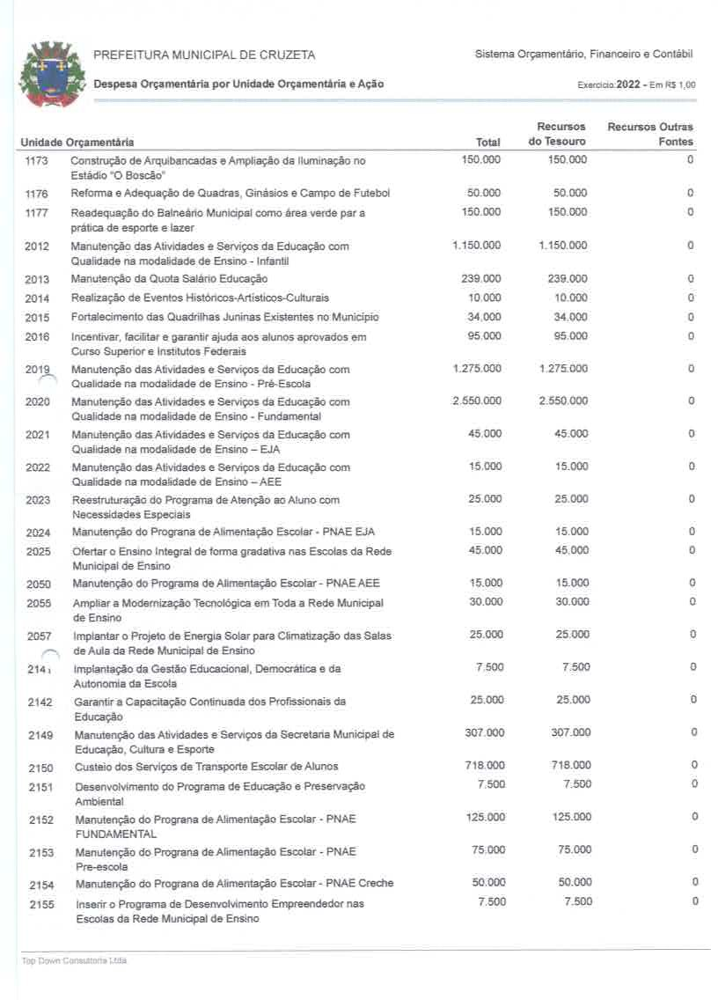 PREFEITURA MUNICIPAL DE CRUZETA
Sistema Orçamentário, Financeiro e Contábil
Despesa Orçamentária por Unidade Orçamentária e Ação
Exercício:2022 - Em R$ 1,00
Unidade Orçamentária Total Recursos do Tesouro Recursos Outras Fontes
1173 Construção de Arquibancadas e Ampliação da Iluminação no 150.000 150.000 0
Estádio "O Boscão"
1176 Reforma e Adequação de Quadras, Ginásios e Campo de Futebol 50.000 50.000 0
1177 Readequação do Balneário Municipal como área verde par a 150.000 150.000 0
prática de esporte e lazer
2012 Manutenção das Atividades e Serviços da Educação com 1.150.000 1.150.000 0
Qualidade na modalidade de Ensino - Infantil
2013 Manutenção da Quota Salário Educação 239.000 239.000 0
2014 Realização de Eventos Históricos-Artísticos-Culturais 10.000 10.000 0
2015 Fortalecimento das Quadrilhas Juninas Existentes no Município 34.000 34.000 0
2016 Incentivar, facilitar e garantir ajuda aos alunos aprovados em 95.000 95.000 0
Curso Superior e Institutos Federais
2019 Manutenção das Atividades e Serviços da Educação com 1.275.000 1.275.000 0
Qualidade na modalidade de Ensino - Pré-Escola
2020 Manutenção das Atividades e Serviços da Educação com 2.550.000 2.550.000 0
Qualidade na modalidade de Ensino - Fundamental
2021 Manutenção das Atividades e Serviços da Educação com 45.000 45.000 0
Qualidade na modalidade de Ensino – EJA
2022 Manutenção das Atividades e Serviços da Educação com 15.000 15.000 0
Qualidade na modalidade de Ensino – AEE
2023 Reestruturação do Programa de Atenção ao Aluno com 25.000 25.000 0
Necessidades Especiais
2024 Manutenção do Prograna de Alimentação Escolar - PNAE EJA 15.000 15.000 0
2025 Ofertar o Ensino Integral de forma gradativa nas Escolas da Rede 45.000 45.000 0
Municipal de Ensino
2050 Manutenção do Programa de Alimentação Escolar - PNAE AEE 15.000 15.000 0
2055 Ampliar a Modernização Tecnológica em Toda a Rede Municipal 30.000 30.000 0
de Ensino
2057 Implantar o Projeto de Energia Solar para Climatização das Salas 25.000 25.000 0
de Aula da Rede Municipal de Ensino
2141 Implantação da Gestão Educacional, Democrática e da 7.500 7.500 0
Autonomia da Escola
2142 Garantir a Capacitação Continuada dos Profissionais da 25.000 25.000 0
Educação
2149 Manutenção das Atividades e Serviços da Secretaria Municipal de 307.000 307.000 0
Educação, Cultura e Esporte
2150 Custeio dos Serviços de Transporte Escolar de Alunos 718.000 718.000 0
2151 Desenvolvimento do Programa de Educação e Preservação 7.500 7.500 0
Ambiental
2152 Manutenção do Prograna de Alimentação Escolar - PNAE 125.000 125.000 0
FUNDAMENTAL
2153 Manutenção do Prograna de Alimentação Escolar - PNAE 75.000 75.000 0
Pre-escola
2154 Manutenção do Prograna de Alimentação Escolar - PNAE Creche 50.000 50.000 0
2155 Inserir o Programa de Desenvolvimento Empreendedor nas 7.500 7.500 0
Escolas da Rede Municipal de Ensino
Top Down Consultoria Ltda